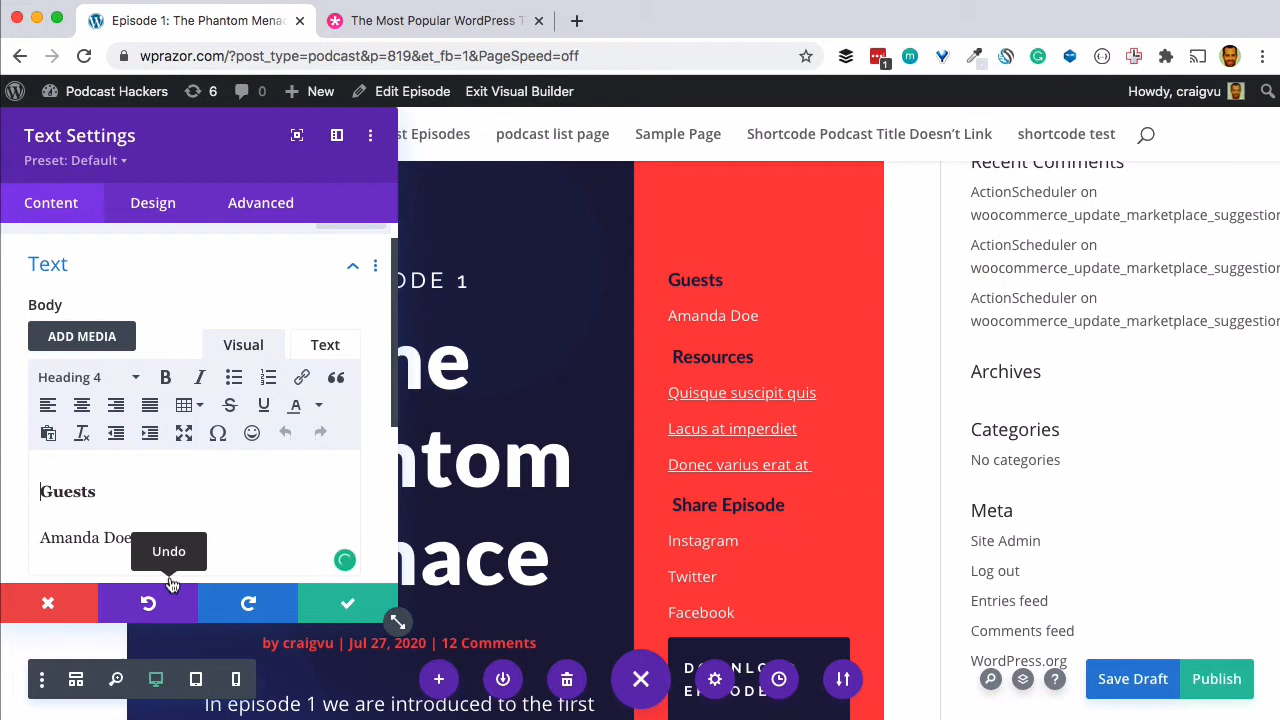 Episode 1: The Phantom Menac
The Most Popular WordPress T
wprazor.com/?post_type=podcast&p=819&et_fb=1&PageSpeed=off
1
Podcast Hackers
6
0
New
Edit Episode
Exit Visual Builder
Howdy, craigvu
Text Settings
Preset: Default
Content
Design
Advanced
st Episodes
podcast list page
Sample Page
Shortcode Podcast Title Doesn't Link
shortcode test
Text
Body
ADD MEDIA
Visual
Text
Heading 4
Guests
Amanda Doe
Undo
ODE 1
ne
ntom
nace
by craigvu | Jul 27, 2020 | 12 Comments
In episode 1 we are introduced to the first
Guests
Amanda Doe
Resources
Quisque suscipit quis
Lacus at imperdiet
Donec varius erat at
Share Episode
Instagram
Twitter
Facebook
DOWNLOAD
EPISODE
Recent Comments
ActionScheduler on
woocommerce_update_marketplace_suggestion
ActionScheduler on
woocommerce_update_marketplace_suggestion
ActionScheduler on
woocommerce_update_marketplace_suggestion
Archives
Categories
No categories
Meta
Site Admin
Log out
Entries feed
Comments feed
WordPress.org
Save Draft
Publish